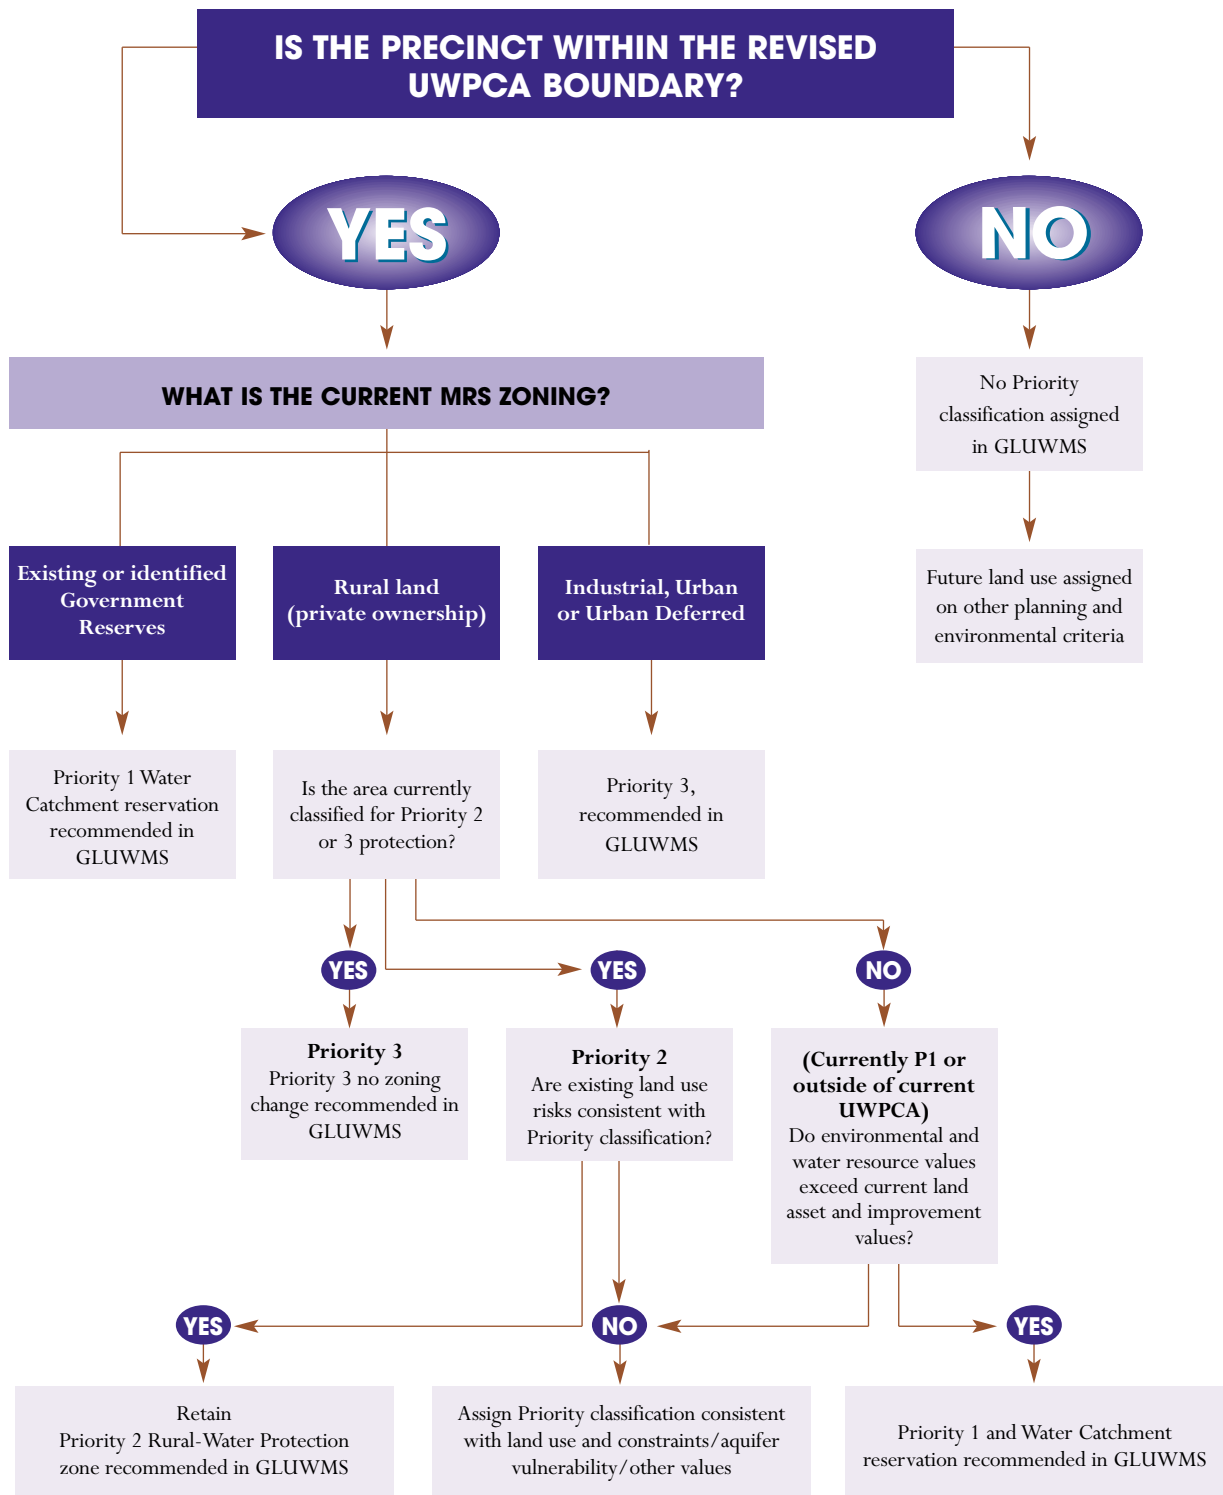 IS THE PRECINCT WITHIN THE REVISED
UWPCA BOUNDARY?
YES
NO
WHAT IS THE CURRENT MRS ZONING?
No Priority
classification assigned
in GLUWMS
Existing or identified
Government
Reserves
Rural land
(private ownership)
Industrial, Urban
or Urban Deferred
Future land use assigned
on other planning and
environmental criteria
Priority 1 Water
Catchment reservation
recommended in
GLUWMS
Is the area currently
classified for Priority 2
or 3 protection?
Priority 3,
recommended in
GLUWMS
YES
YES
NO
Priority 3
Priority 3 no zoning
change recommended in
GLUWMS
Priority 2
Are existing land use
risks consistent with
Priority classification?
(Currently P1 or
outside of current
UWPCA)
Do environmental and
water resource values
exceed current land
asset and improvement
values?
YES
NO
YES
Retain
Priority 2 Rural-Water Protection
zone recommended in GLUWMS
Assign Priority classification consistent
with land use and constraints/aquifer
vulnerability/other values
Priority 1 and Water Catchment
reservation recommended in GLUWMS